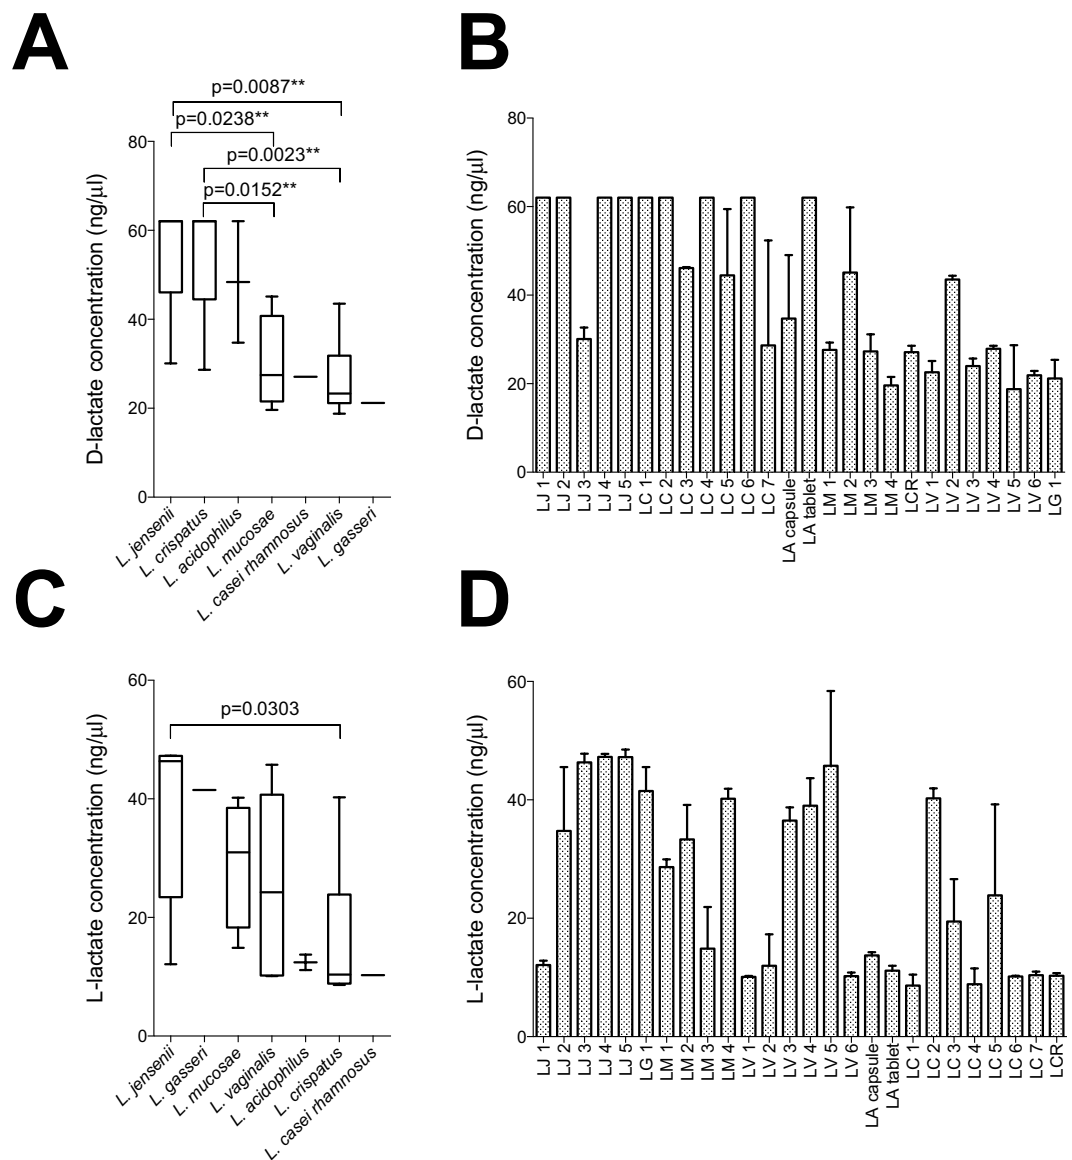 A
p=0.0087**
p=0.0238**
p=0.0023**
p=0.0152**
D-lactate concentration (ng/µl)
80
60
40
20
0
L. jensenii
L. crispatus
L. acidophilus
L. mucosae
L. casei rhamnosus
L. vaginalis
L. gasseri
B
D-lactate concentration (ng/µl)
80
60
40
20
0
LJ 1
LJ 2
LJ 3
LJ 4
LJ 5
LC 1
LC 2
LC 3
LC 4
LC 5
LC 6
LC 7
LA capsule
LA tablet
LM 1
LM 2
LM 3
LM 4
LCR
LV 1
LV 2
LV 3
LV 4
LV 5
LV 6
LG 1
C
p=0.0303
L-lactate concentration (ng/µl)
60
40
20
0
L. jensenii
L. gasseri
L. mucosae
L. vaginalis
L. acidophilus
L. crispatus
L. casei rhamnosus
D
L-lactate concentration (ng/µl)
60
40
20
0
LJ 1
LJ 2
LJ 3
LJ 4
LJ 5
LG 1
LM 1
LM 2
LM 3
LM 4
LV 1
LV 2
LV 3
LV 4
LV 5
LV 6
LA capsule
LA tablet
LC 1
LC 2
LC 3
LC 4
LC 5
LC 6
LC 7
LCR